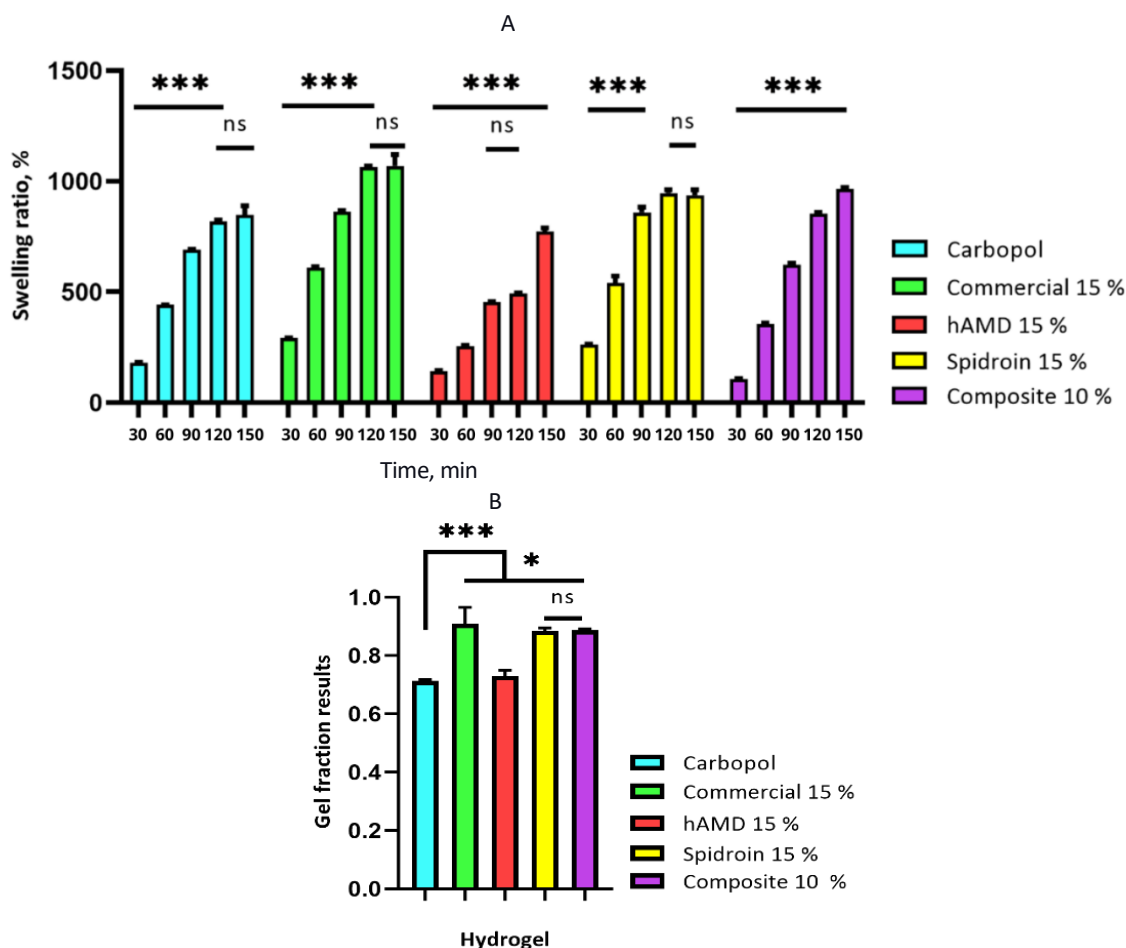 A
1500
1000
500
0
Swelling ratio, %
*** *** *** *** ***
ns ns ns ns
30 60 90 120 150 30 60 90 120 150 30 60 90 120 150 30 60 90 120 150 30 60 90 120 150
Time, min
Carbopol
Commercial 15 %
hAMD 15 %
Spidroin 15 %
Composite 10 %
B
***
*
ns
1.0
0.8
0.6
0.4
0.2
0.0
Gel fraction results
Hydrogel
Carbopol
Commercial 15 %
hAMD 15 %
Spidroin 15 %
Composite 10 %